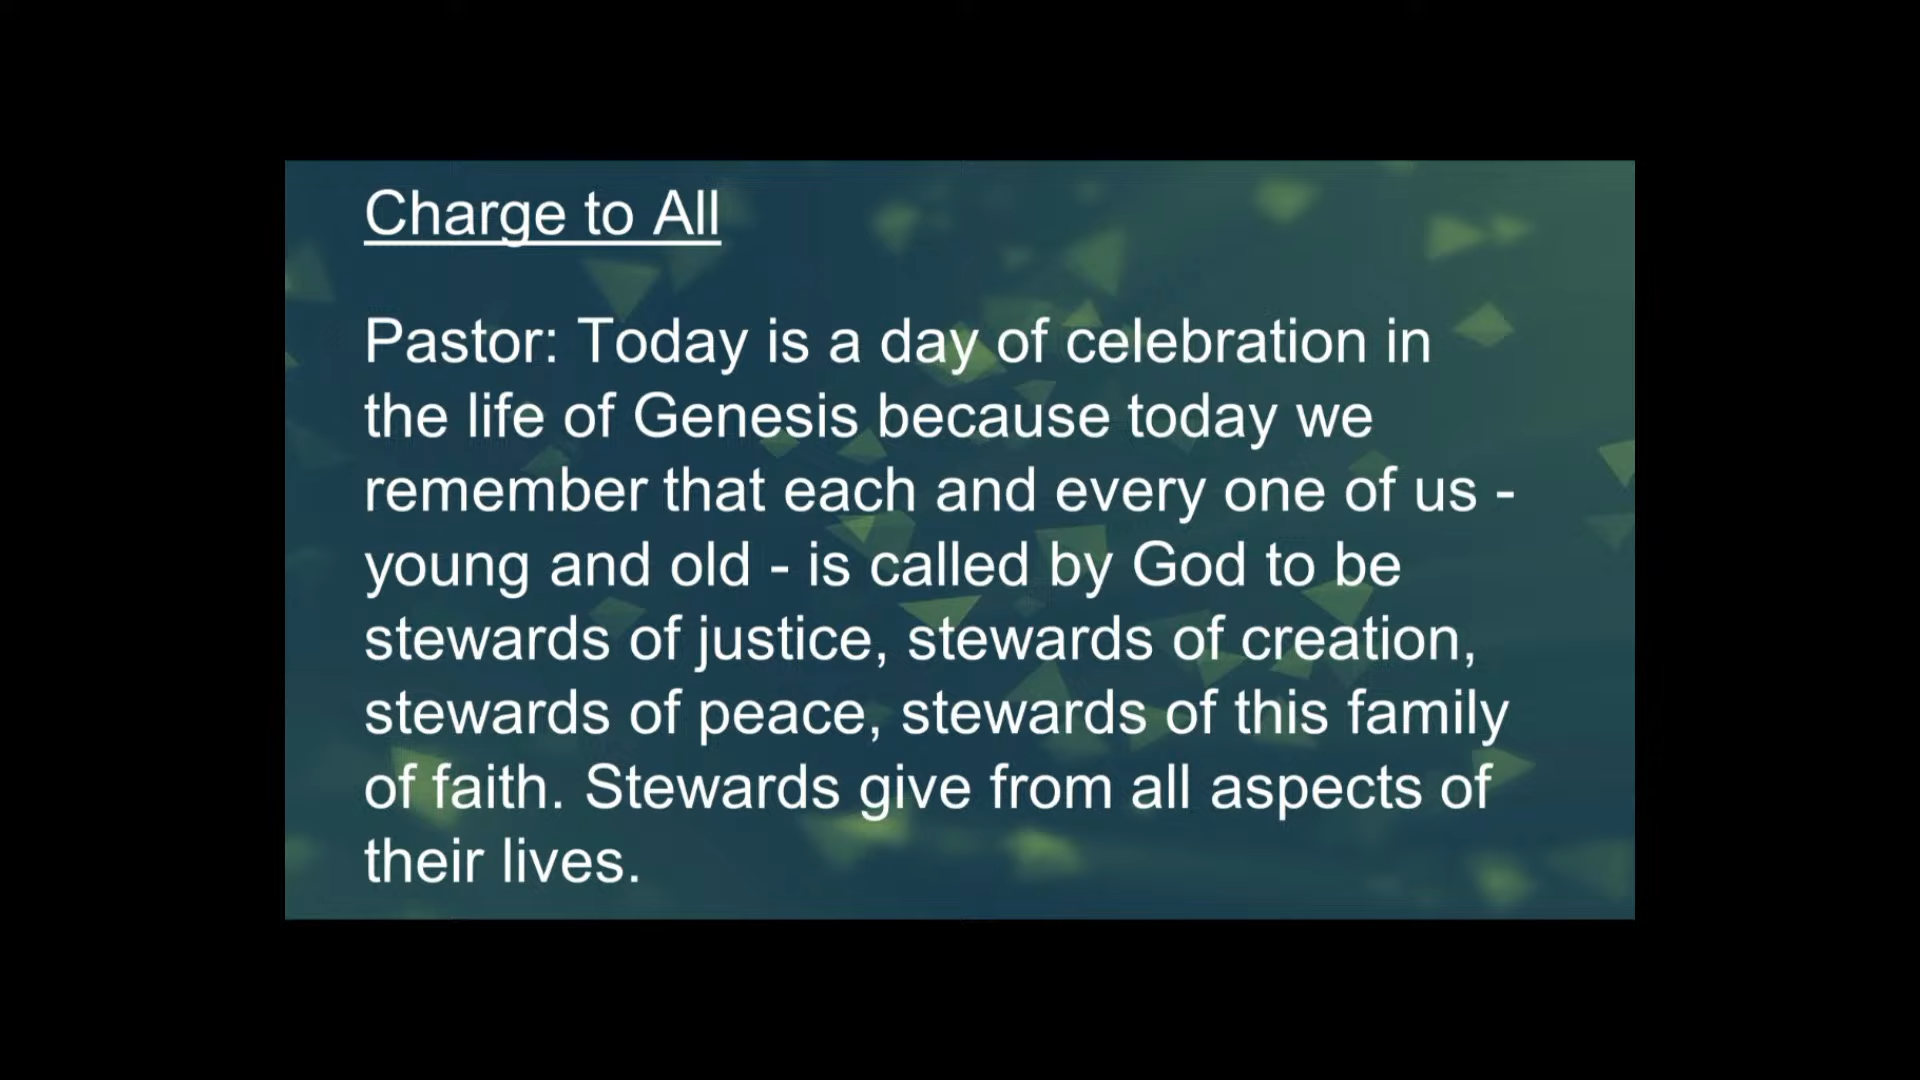 Charge to All
Pastor: Today is a day of celebration in
the life of Genesis because today we
remember that each and every one of us -
young and old - is called by God to be
stewards of justice, stewards of creation,
stewards of peace, stewards of this family
of faith. Stewards give from all aspects of
their lives.